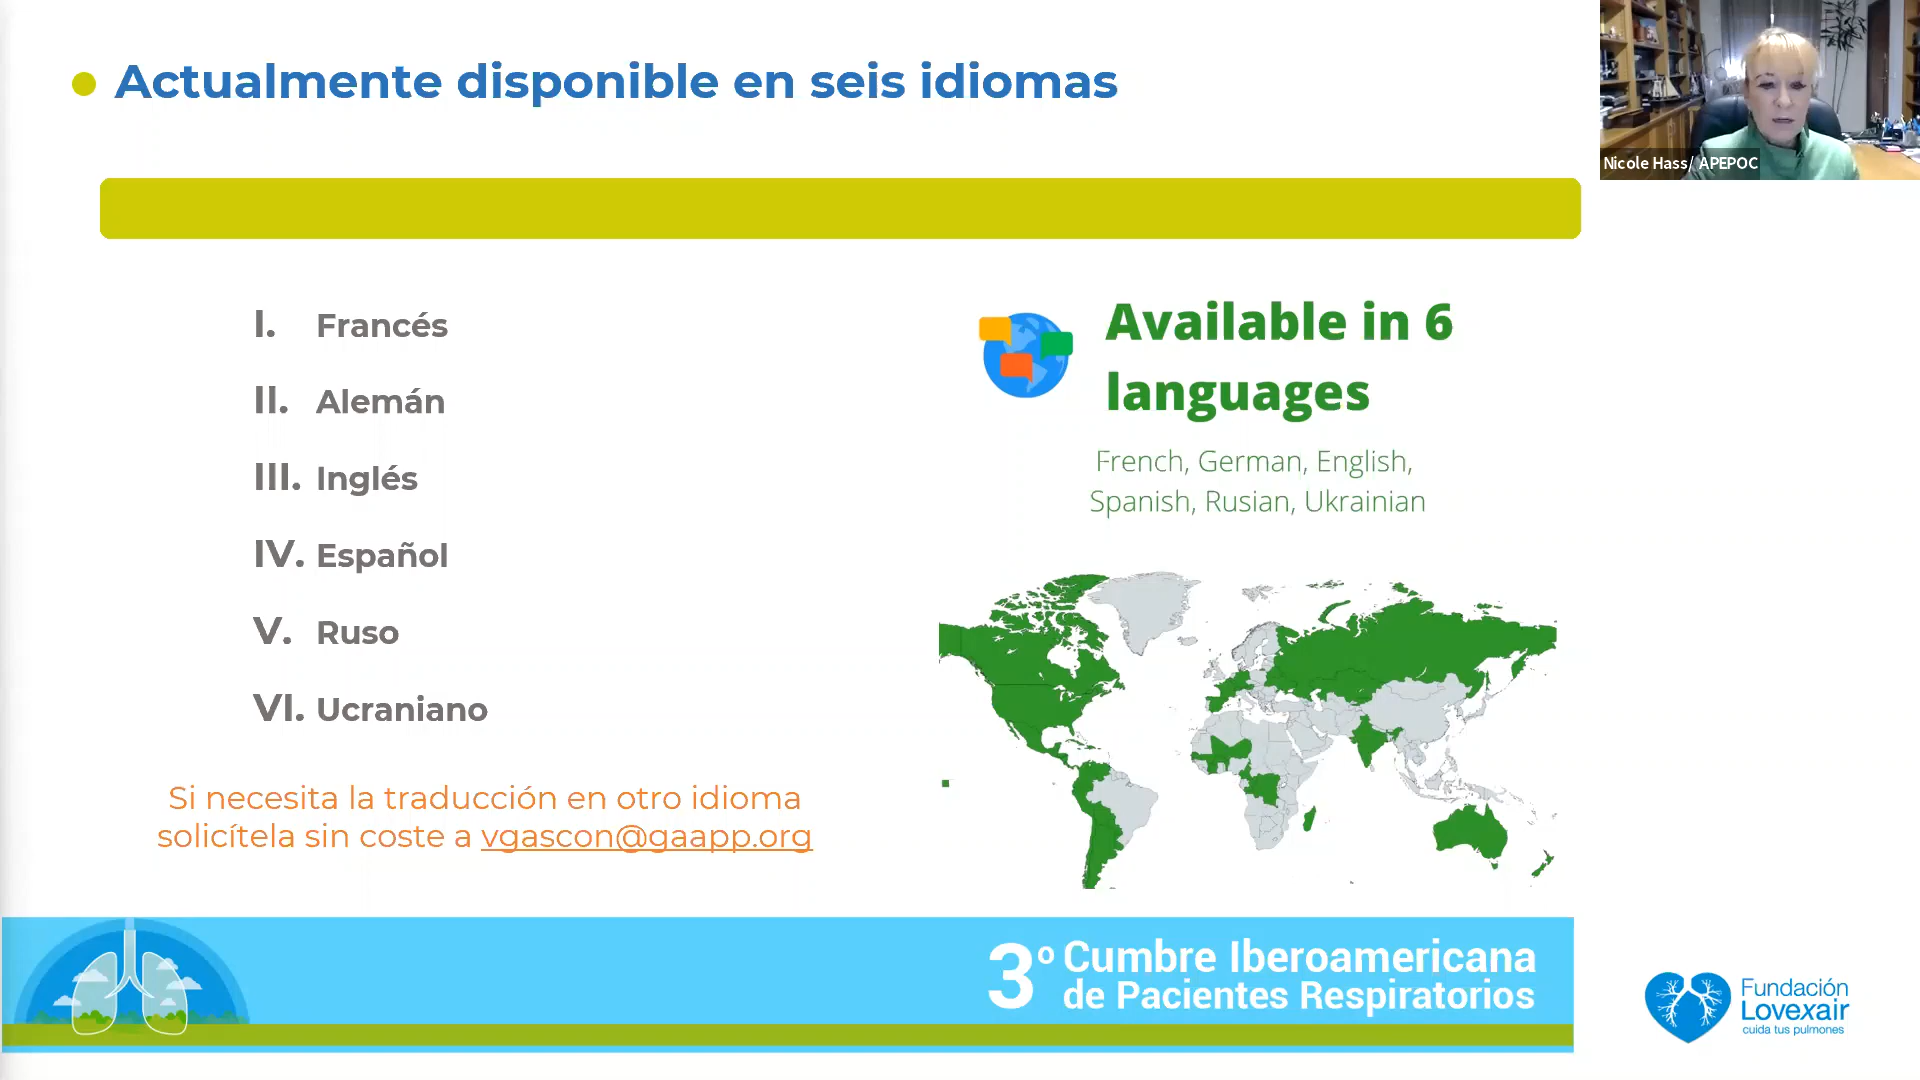 Actualmente disponible en seis idiomas
Nicole Hass/ APEPOC
I. Francés
II. Alemán
III. Inglés
IV. Español
V. Ruso
VI. Ucraniano
Si necesita la traducción en otro idioma
solicítela sin coste a vgascon@gaapp.org
Available in 6
languages
French, German, English,
Spanish, Rusian, Ukrainian
3º Cumbre Iberoamericana
de Pacientes Respiratorios
Fundación
Lovexair
cuida tus pulmones